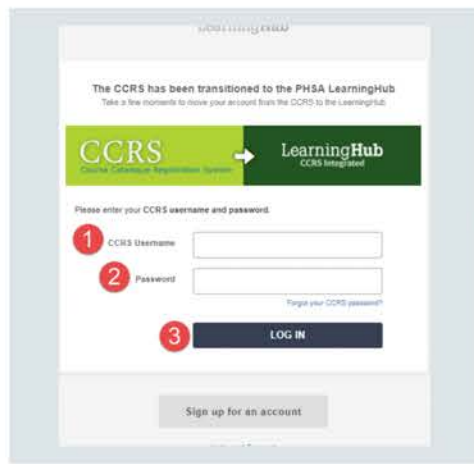 LearningHub
The CCRS has been transitioned to the PHSA LearningHub
Take a few moments to move your account from the CCRS to the LearningHub
CCRS
Course Catalogue Registration System
LearningHub
CCRS Integrated
Please enter your CCRS username and password.
1 CCRS Username
2 Password
Forgot your CCRS password?
3 LOG IN
Sign up for an account